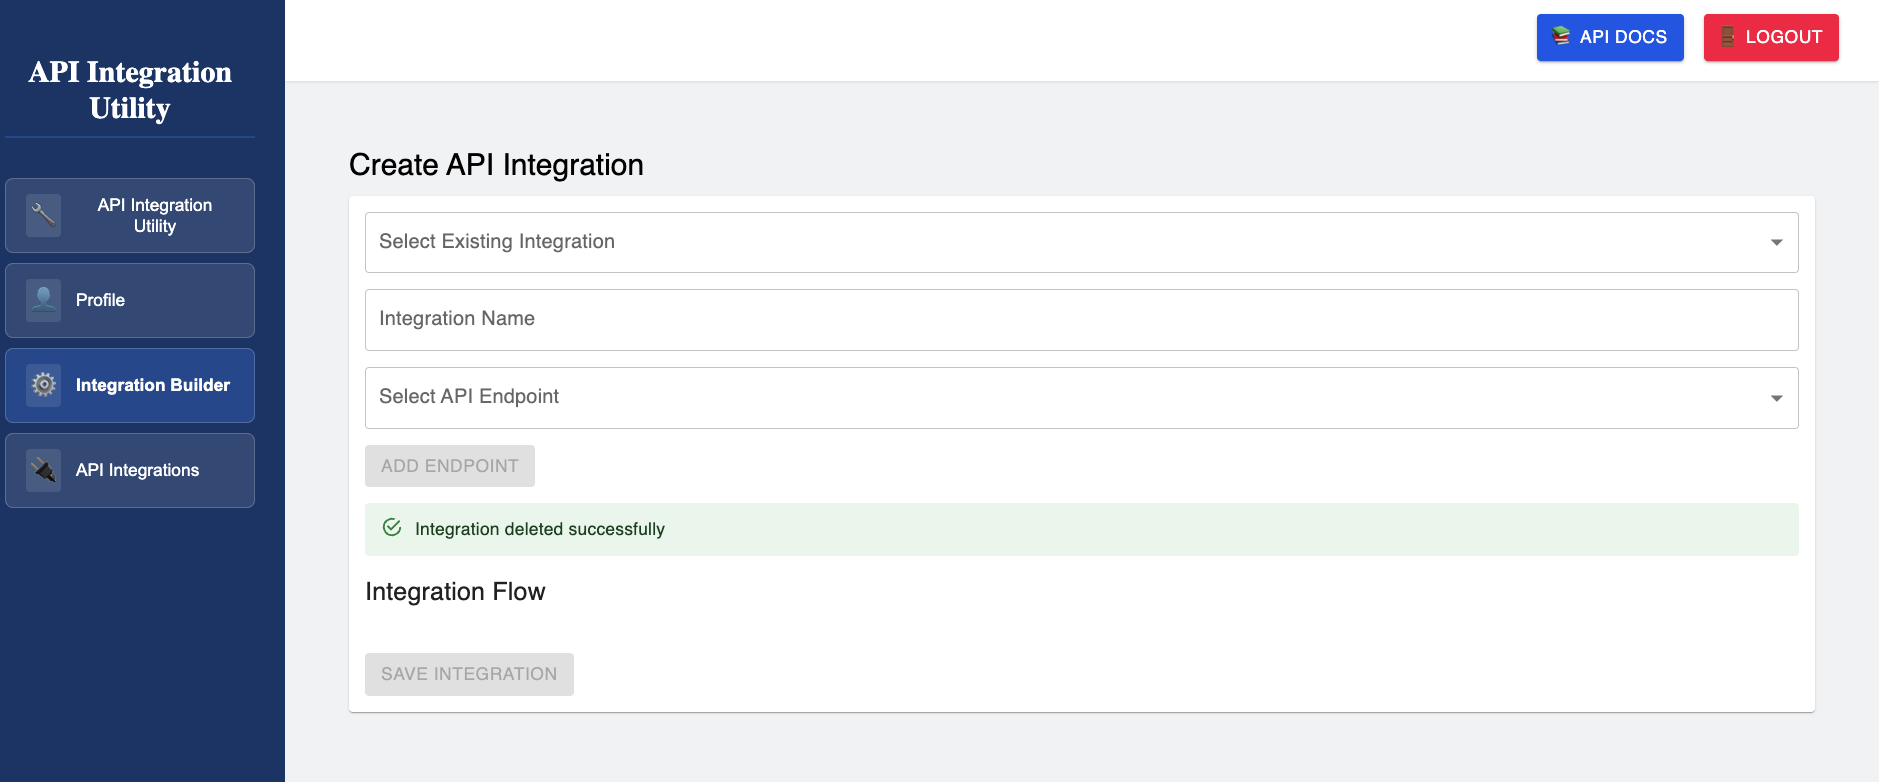 API Integration
Utility
API Integration
Utility
Profile
Integration Builder
API Integrations
API DOCS
LOGOUT
Create API Integration
Select Existing Integration
Integration Name
Select API Endpoint
ADD ENDPOINT
Integration deleted successfully
Integration Flow
SAVE INTEGRATION